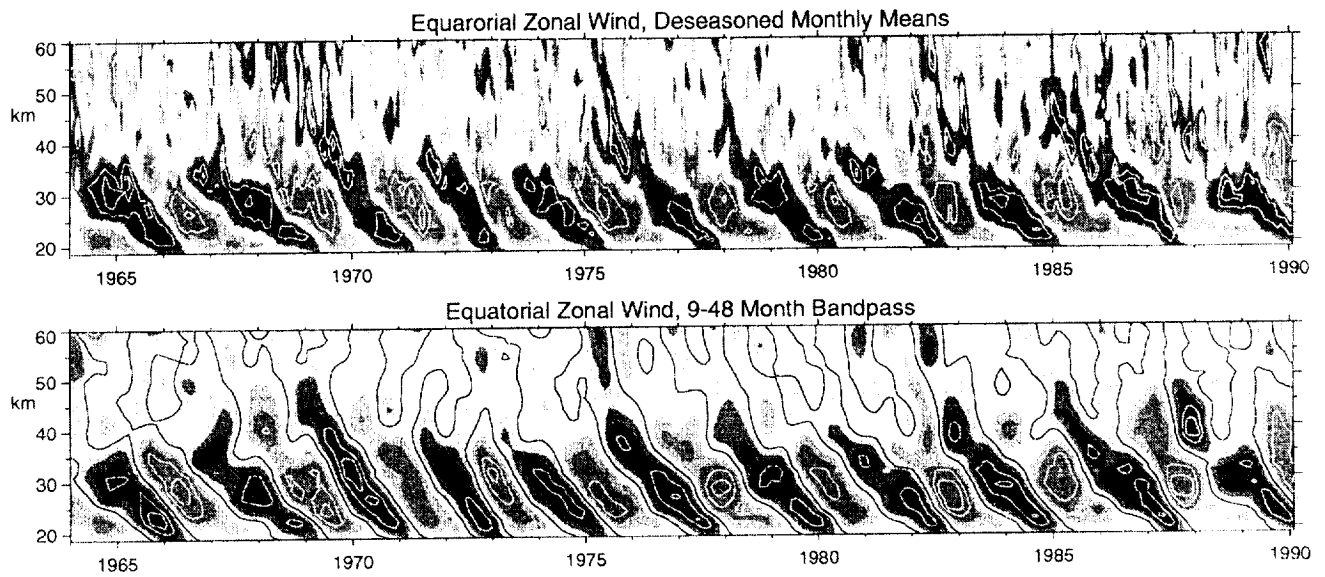 Equarorial Zonal Wind, Deseasoned Monthly Means
60
50
km
40
30
20
1965 1970 1975 1980 1985 1990
Equatorial Zonal Wind, 9-48 Month Bandpass
60
50
km
40
30
20
1965 1970 1975 1980 1985 1990